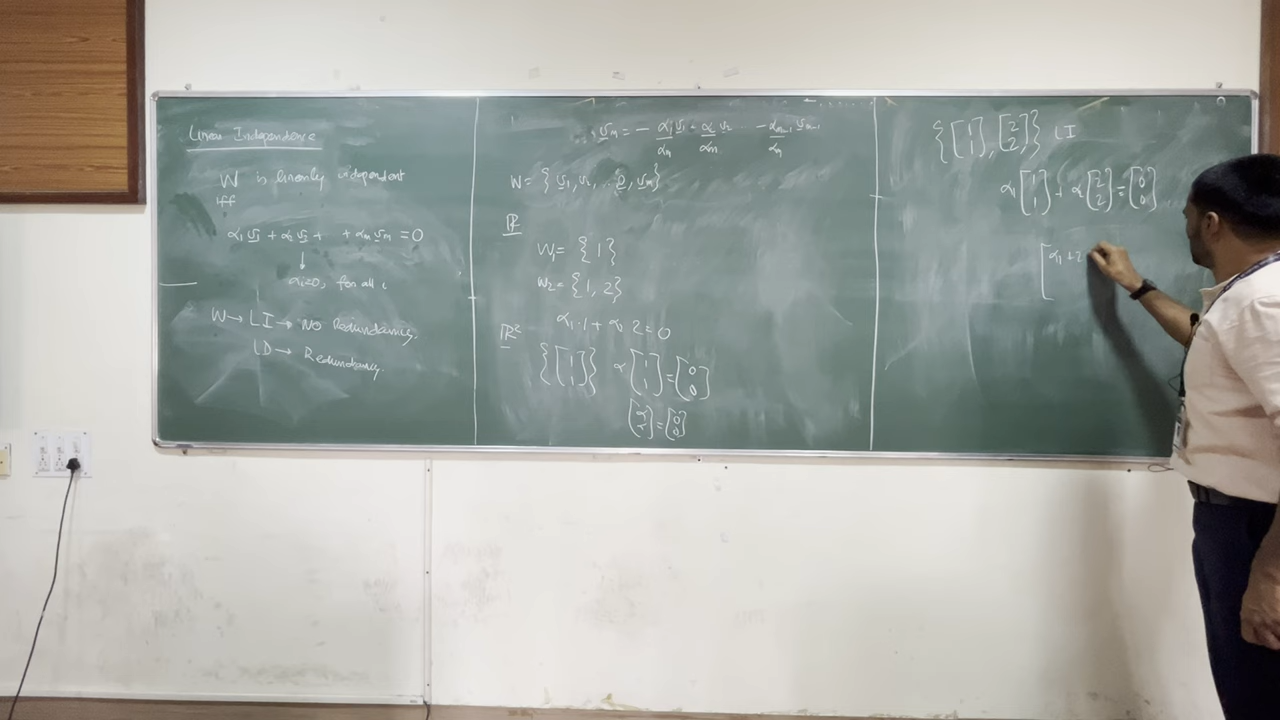 Linear Independence
W is linearly independent
iff
α₁ v₁ + α₂ v₂ + + αₘ vₘ = 0
↓
αᵢ=0, for all i
W → LI → No Redundancy.
LD → Redundancy.
vₘ = - α₁/αₘ v₁ - α₂/αₘ v₂ .. - αₘ₋₁/αₘ vₘ₋₁
W = { v₁, v₂, .. 0, vₘ}
ℝ
W₁ = {1}
W₂ = {1, 2}
α₁.1 + α₂ 2 = 0
ℝ²
{[1 1]} α [1 1] = [0 0]
[α α] = [0 0]
{[1 1], [2 2]} LI
α₁ [1 1] + α [2 2] = [0 0]
[α₁ + 2